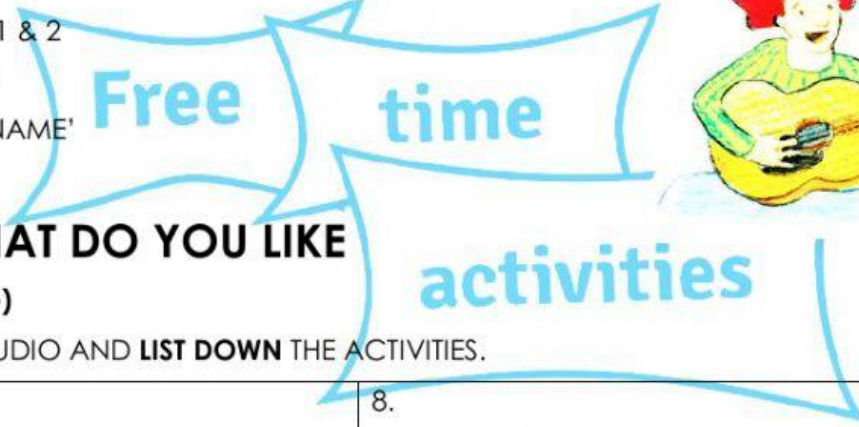 1 & 2
Free time
NAME'
AT DO YOU LIKE
activities
)
UDIO AND LIST DOWN THE ACTIVITIES.
8.